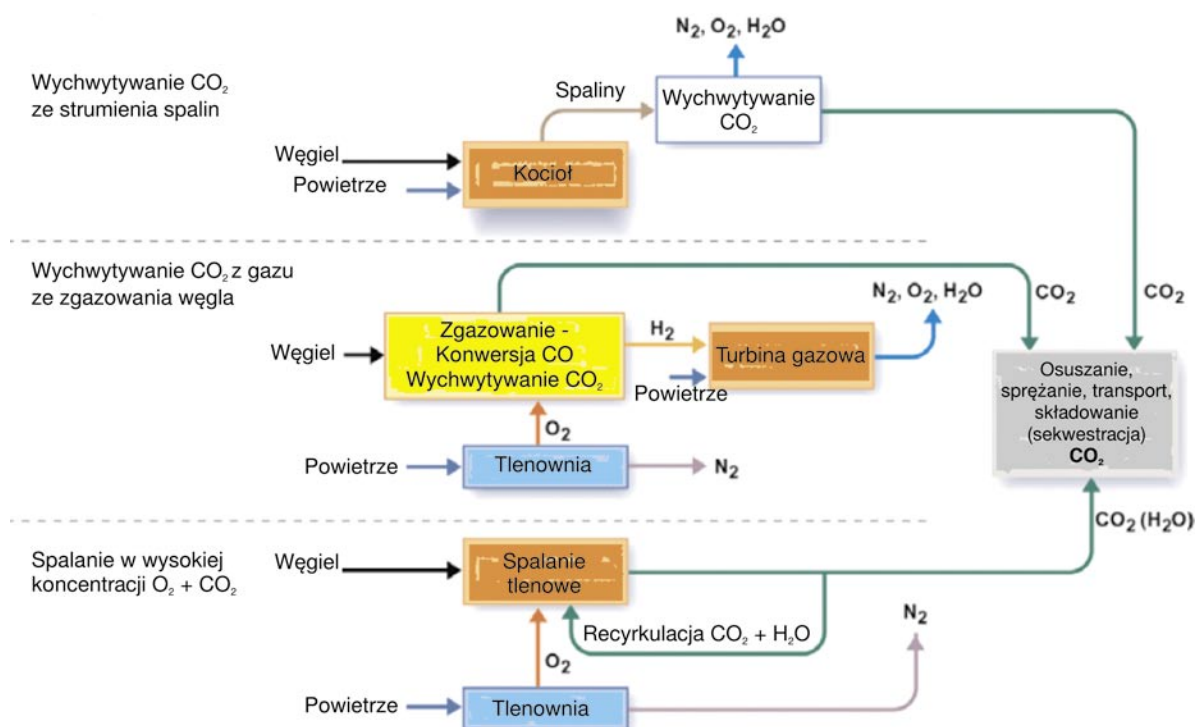 Wychwytywanie CO₂
ze strumienia spalin
N₂, O₂, H₂O
Spaliny
Wychwytywanie
CO₂
Węgiel
Powietrze
Kocioł
Wychwytywanie CO₂ z gazu
ze zgazowania węgla
CO₂
CO₂
N₂, O₂, H₂O
Węgiel
Zgazowanie -
Konwersja CO
Wychwytywanie CO₂
H₂
Turbina gazowa
Powietrze
O₂
Powietrze
Tlenownia
N₂
Osuszanie,
sprężanie, transport,
składowanie
(sekwestracja)
CO₂
CO₂ (H₂O)
Spalanie w wysokiej
koncentracji O₂ + CO₂
Węgiel
Spalanie
tlenowe
Recyrkulacja CO₂ + H₂O
N₂
O₂
Powietrze
Tlenownia